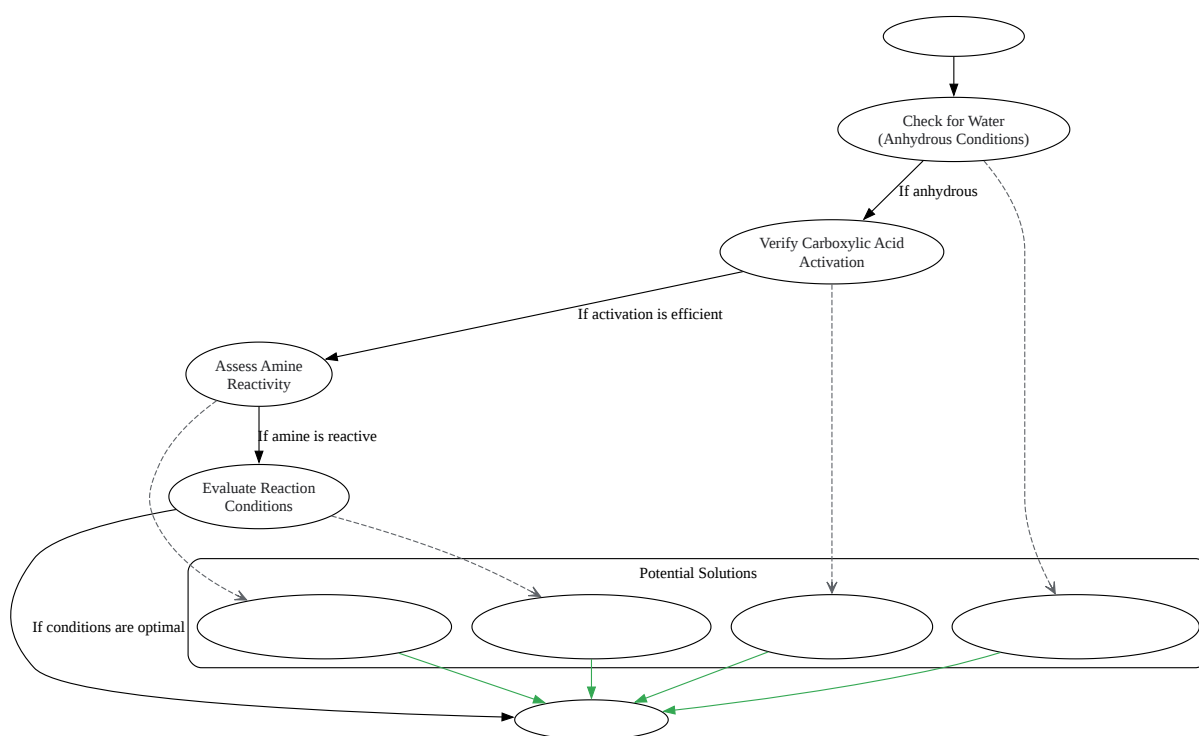 Check for Water
(Anhydrous Conditions)
If anhydrous
Verify Carboxylic Acid
Activation
If activation is efficient
Assess Amine
Reactivity
If amine is reactive
Evaluate Reaction
Conditions
Potential Solutions
If conditions are optimal